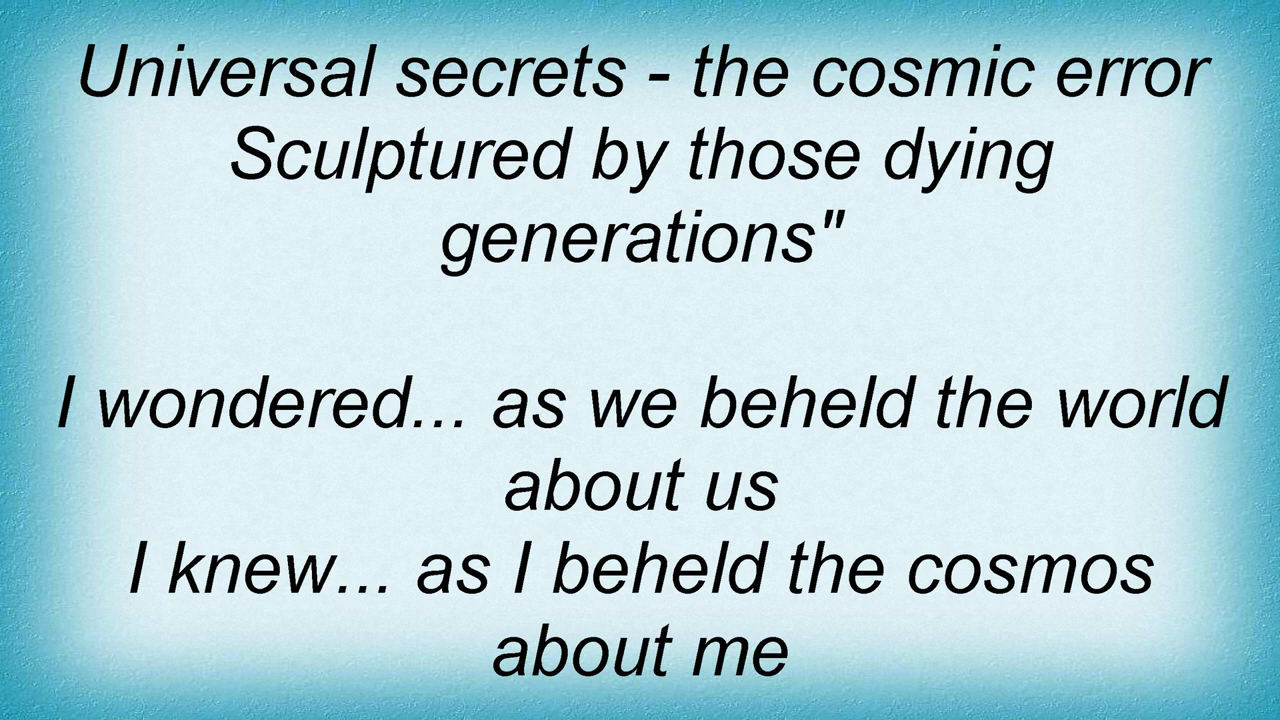 Universal secrets - the cosmic error
Sculptured by those dying
generations"
I wondered... as we beheld the world
about us
I knew... as I beheld the cosmos
about me